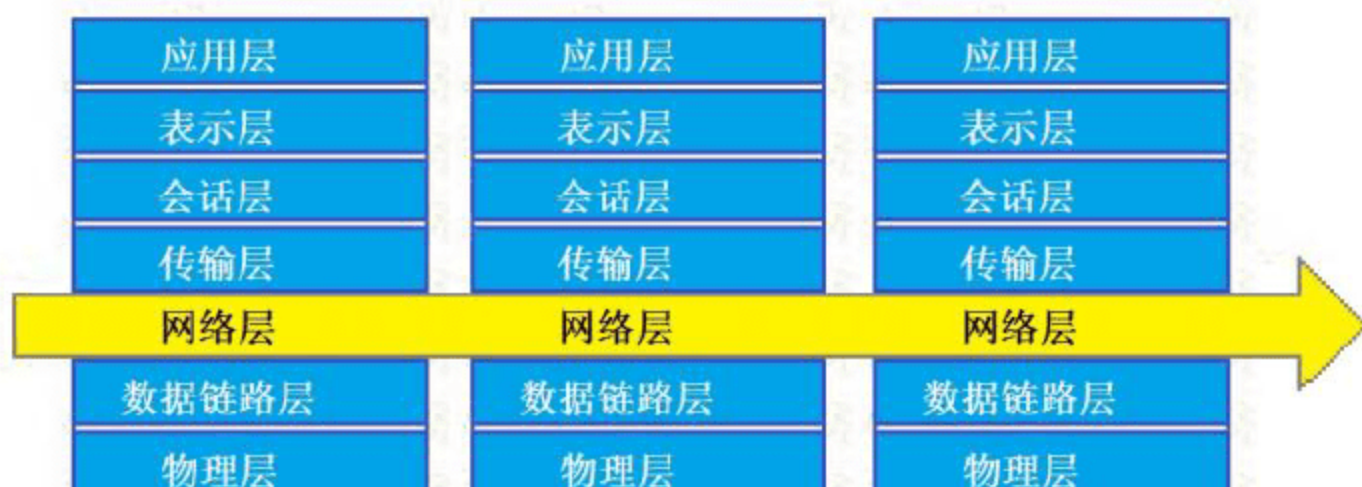 应用层 应用层 应用层
表示层 表示层 表示层
会话层 会话层 会话层
传输层 传输层 传输层
网络层 网络层 网络层
数据链路层 数据链路层 数据链路层
物理层 物理层 物理层